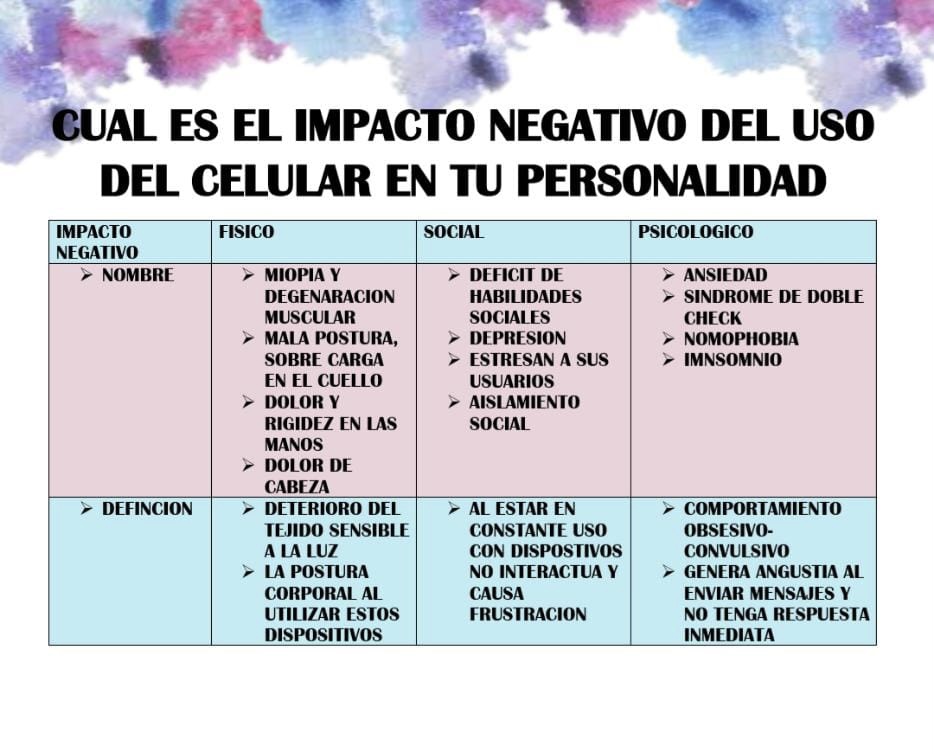 CUAL ES EL IMPACTO NEGATIVO DEL USO
DEL CELULAR EN TU PERSONALIDAD
IMPACTO
NEGATIVO
FISICO
SOCIAL
PSICOLOGICO
➢ NOMBRE
➢ MIOPIA Y
DEGENARACION
MUSCULAR
➢ MALA POSTURA,
SOBRE CARGA
EN EL CUELLO
➢ DOLOR Y
RIGIDEZ EN LAS
MANOS
➢ DOLOR DE
CABEZA
➢ DEFICIT DE
HABILIDADES
SOCIALES
➢ DEPRESION
➢ ESTRESAN A SUS
USUARIOS
➢ AISLAMIENTO
SOCIAL
➢ ANSIEDAD
➢ SINDROME DE DOBLE
CHECK
➢ NOMOPHOBIA
➢ IMNSOMNIO
➢ DEFINCION
➢ DETERIORO DEL
TEJIDO SENSIBLE
A LA LUZ
➢ LA POSTURA
CORPORAL AL
UTILIZAR ESTOS
DISPOSITIVOS
➢ AL ESTAR EN
CONSTANTE USO
CON DISPOSTIVOS
NO INTERACTUA Y
CAUSA
FRUSTRACION
➢ COMPORTAMIENTO
OBSESIVO-
CONVULSIVO
➢ GENERA ANGUSTIA AL
ENVIAR MENSAJES Y
NO TENGA RESPUESTA
INMEDIATA